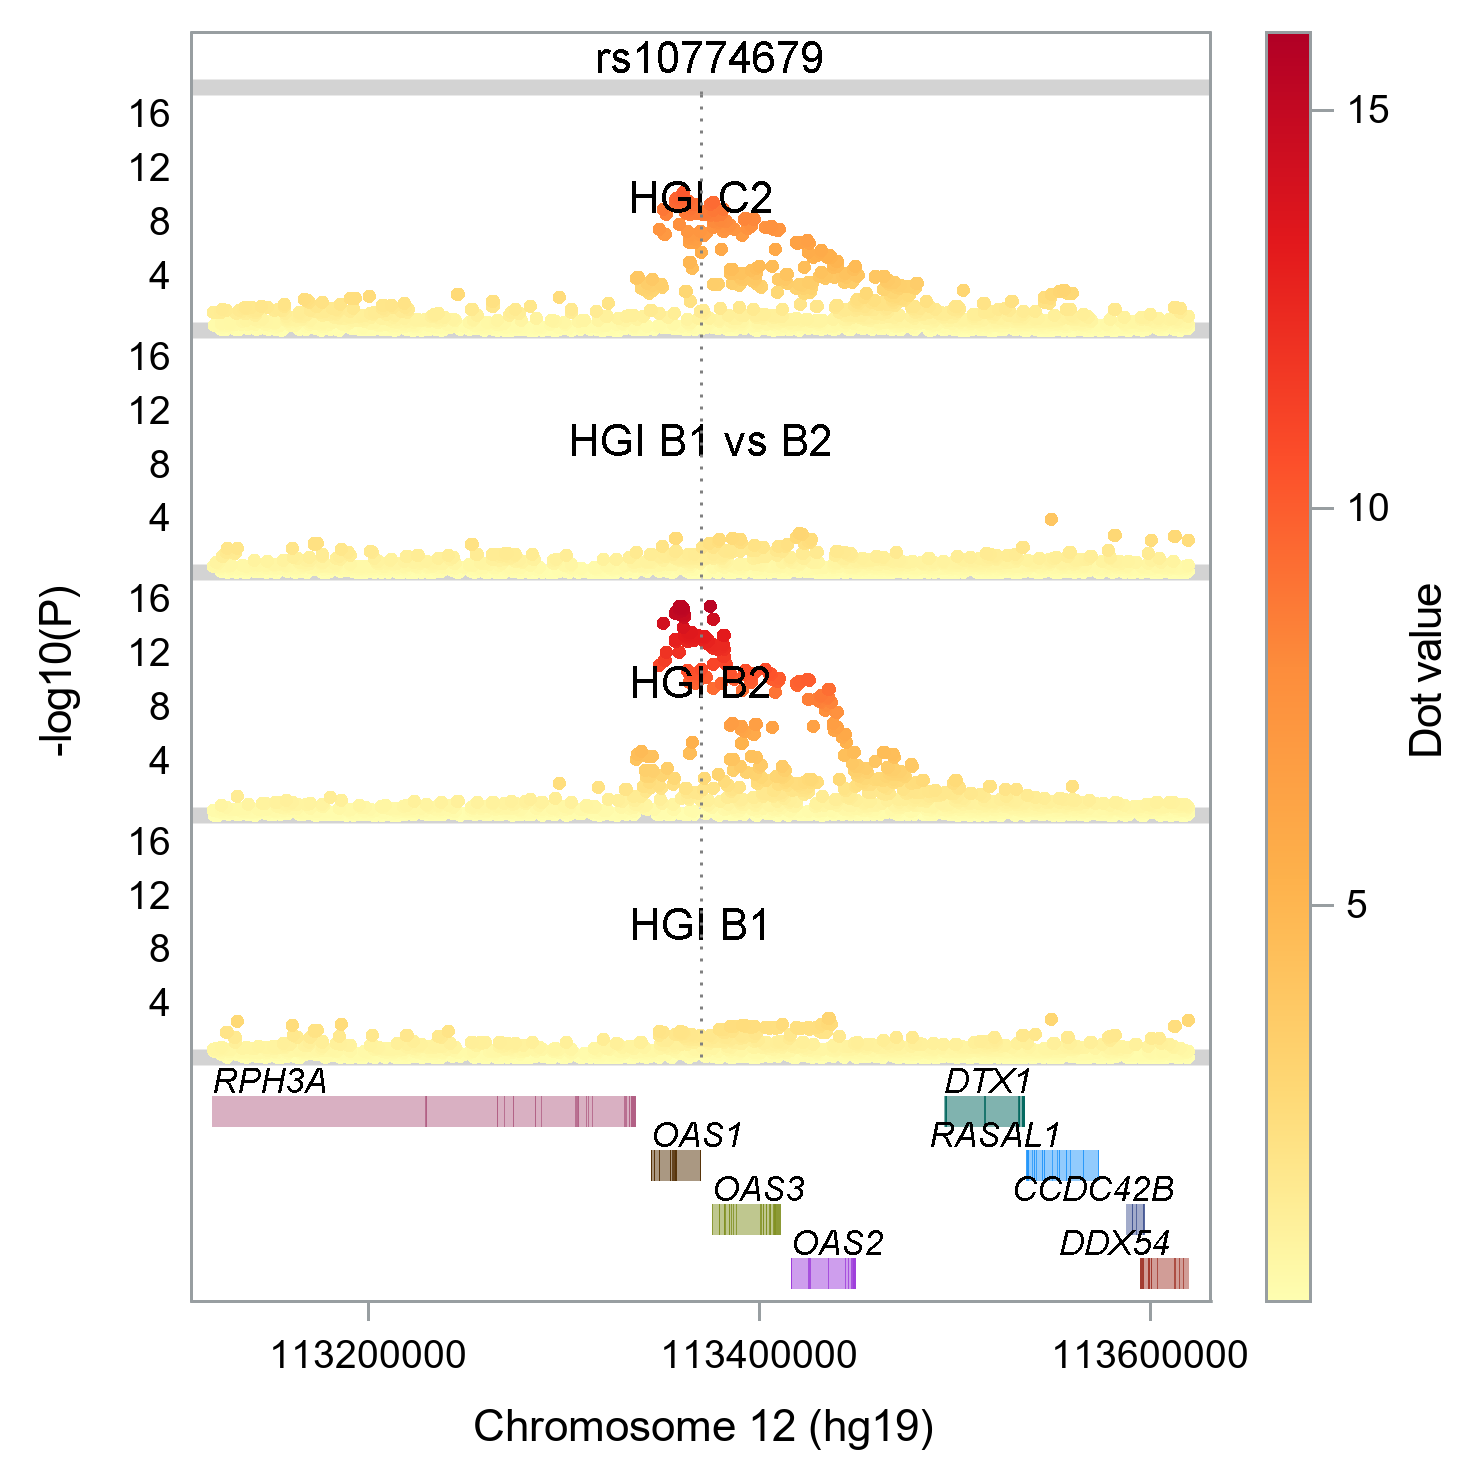 rs10774679
16
12
8
4
HGI C2
16
12
8
4
HGI B1 vs B2
16
12
8
4
HGI B2
16
12
8
4
HGI B1
-log10(P)
RPH3A
DTX1
OAS1
RASAL1
OAS3
CCDC42B
OAS2
DDX54
113200000
113400000
113600000
Chromosome 12 (hg19)
15
10
5
Dot value